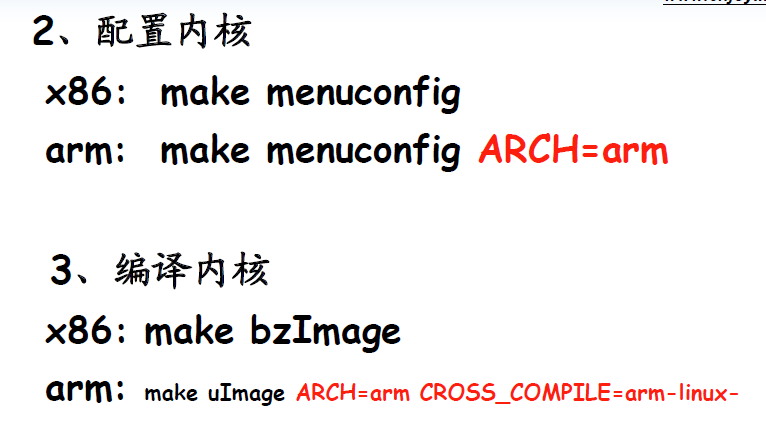 2、配置内核
x86: make menuconfig
arm: make menuconfig ARCH=arm
3、编译内核
x86: make bzImage
arm: make uImage ARCH=arm CROSS_COMPILE=arm-linux-